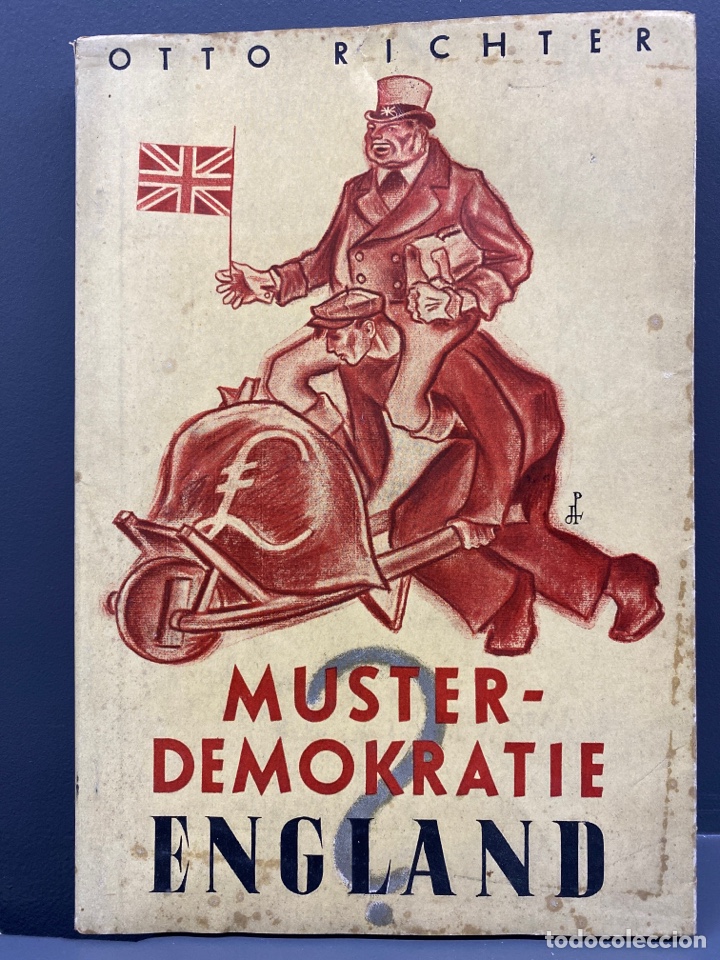 OTTO RICHTER
£
MUSTER-
DEMOKRATIE
?
ENGLAND
todocoleccion